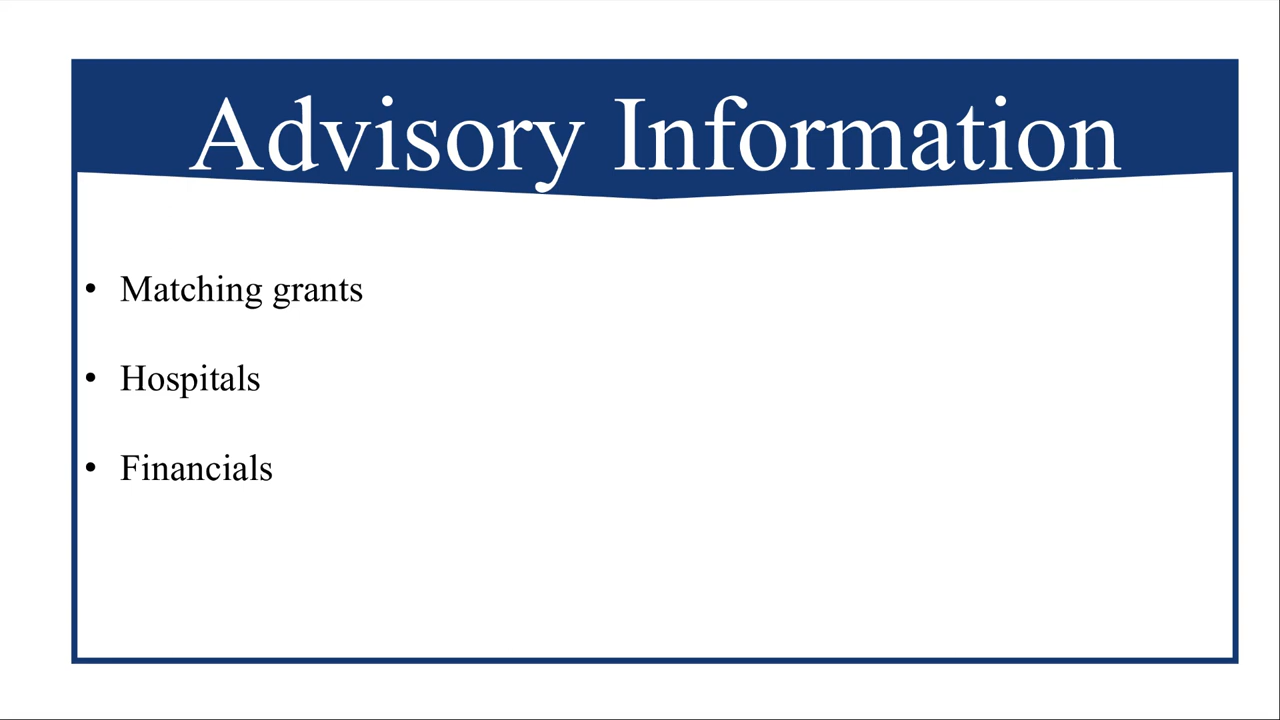 Advisory Information
• Matching grants
• Hospitals
• Financials